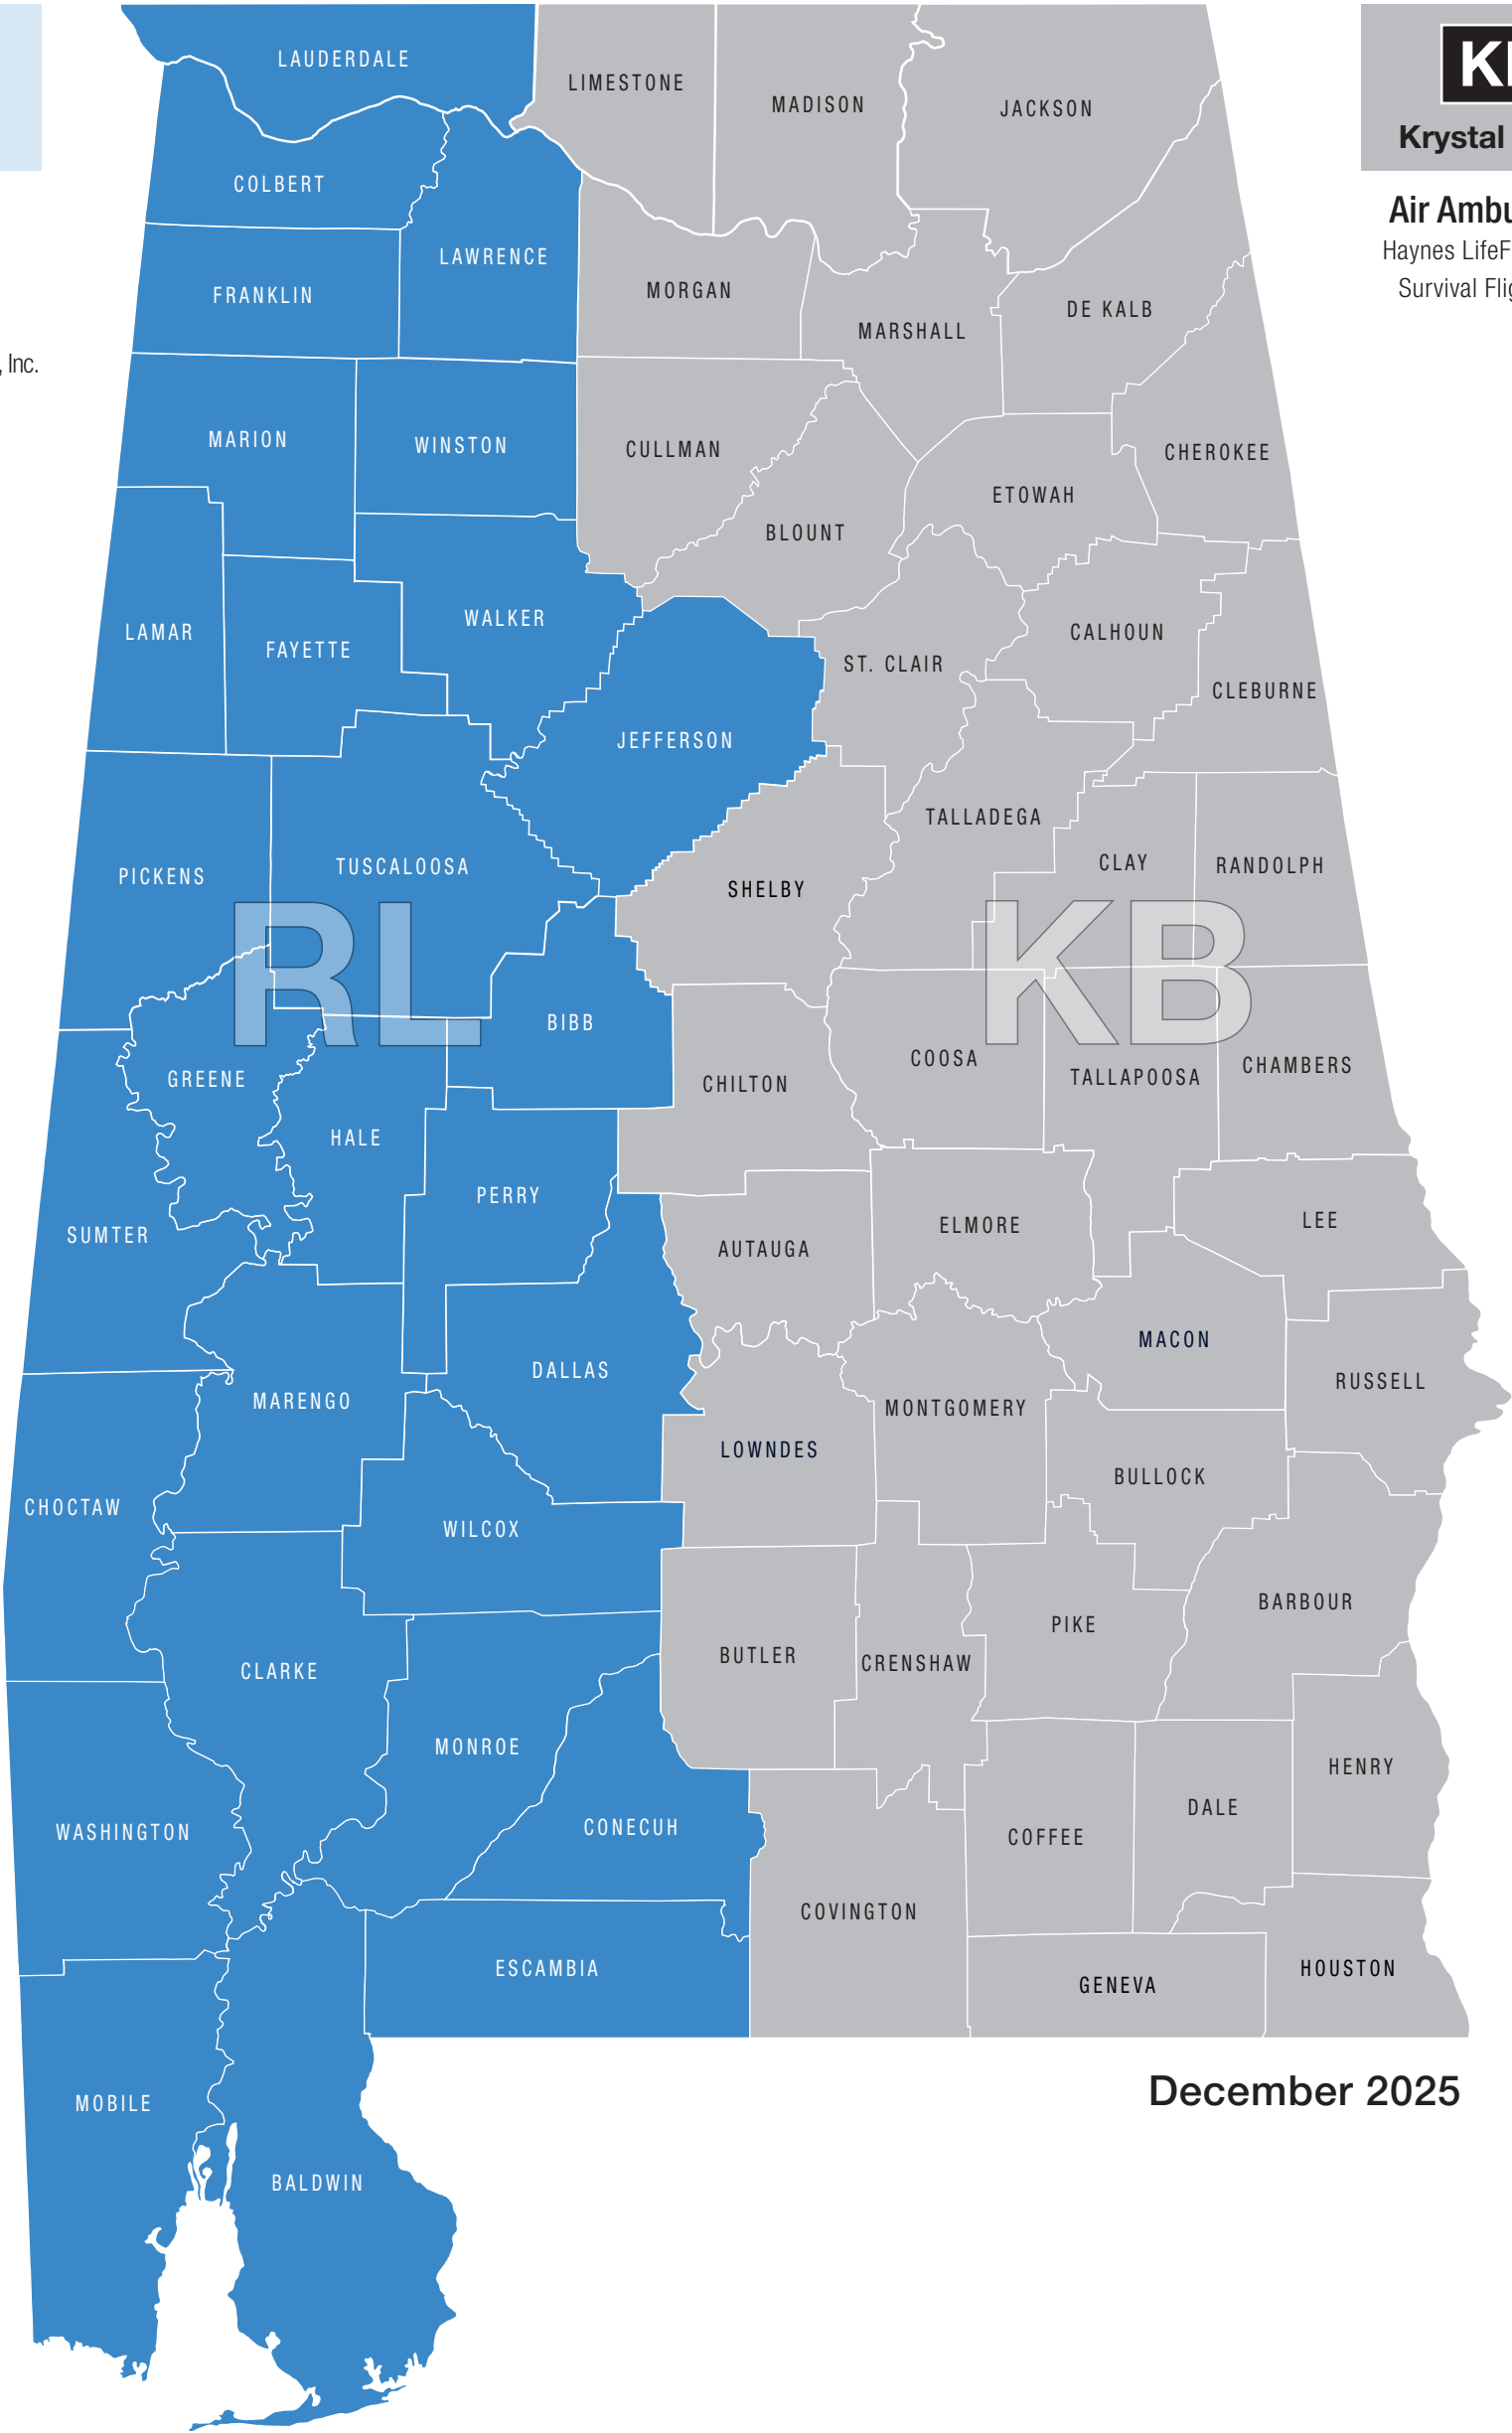 LAUDERDALE
LIMESTONE
MADISON
JACKSON
Krystal
COLBERT
Air
LAWRENCE
Haynes
FRANKLIN
MORGAN
Survival
DE KALB
MARSHALL
, Inc.
MARION
WINSTON
CULLMAN
CHEROKEE
ETOWAH
BLOUNT
LAMAR
WALKER
CALHOUN
FAYETTE
ST. CLAIR
CLEBURNE
JEFFERSON
TALLADEGA
PICKENS
TUSCALOOSA
CLAY
RANDOLPH
SHELBY
RL
KB
BIBB
COOSA
CHAMBERS
GREENE
CHILTON
TALLAPOOSA
HALE
PERRY
SUMTER
ELMORE
LEE
AUTAUGA
MACON
DALLAS
RUSSELL
MARENGO
MONTGOMERY
LOWNDES
BULLOCK
CHOCTAW
WILCOX
BARBOUR
PIKE
BUTLER
CRENSHAW
CLARKE
MONROE
HENRY
DALE
WASHINGTON
CONECUH
COFFEE
COVINGTON
ESCAMBIA
HOUSTON
GENEVA
December 2025
MOBILE
BALDWIN